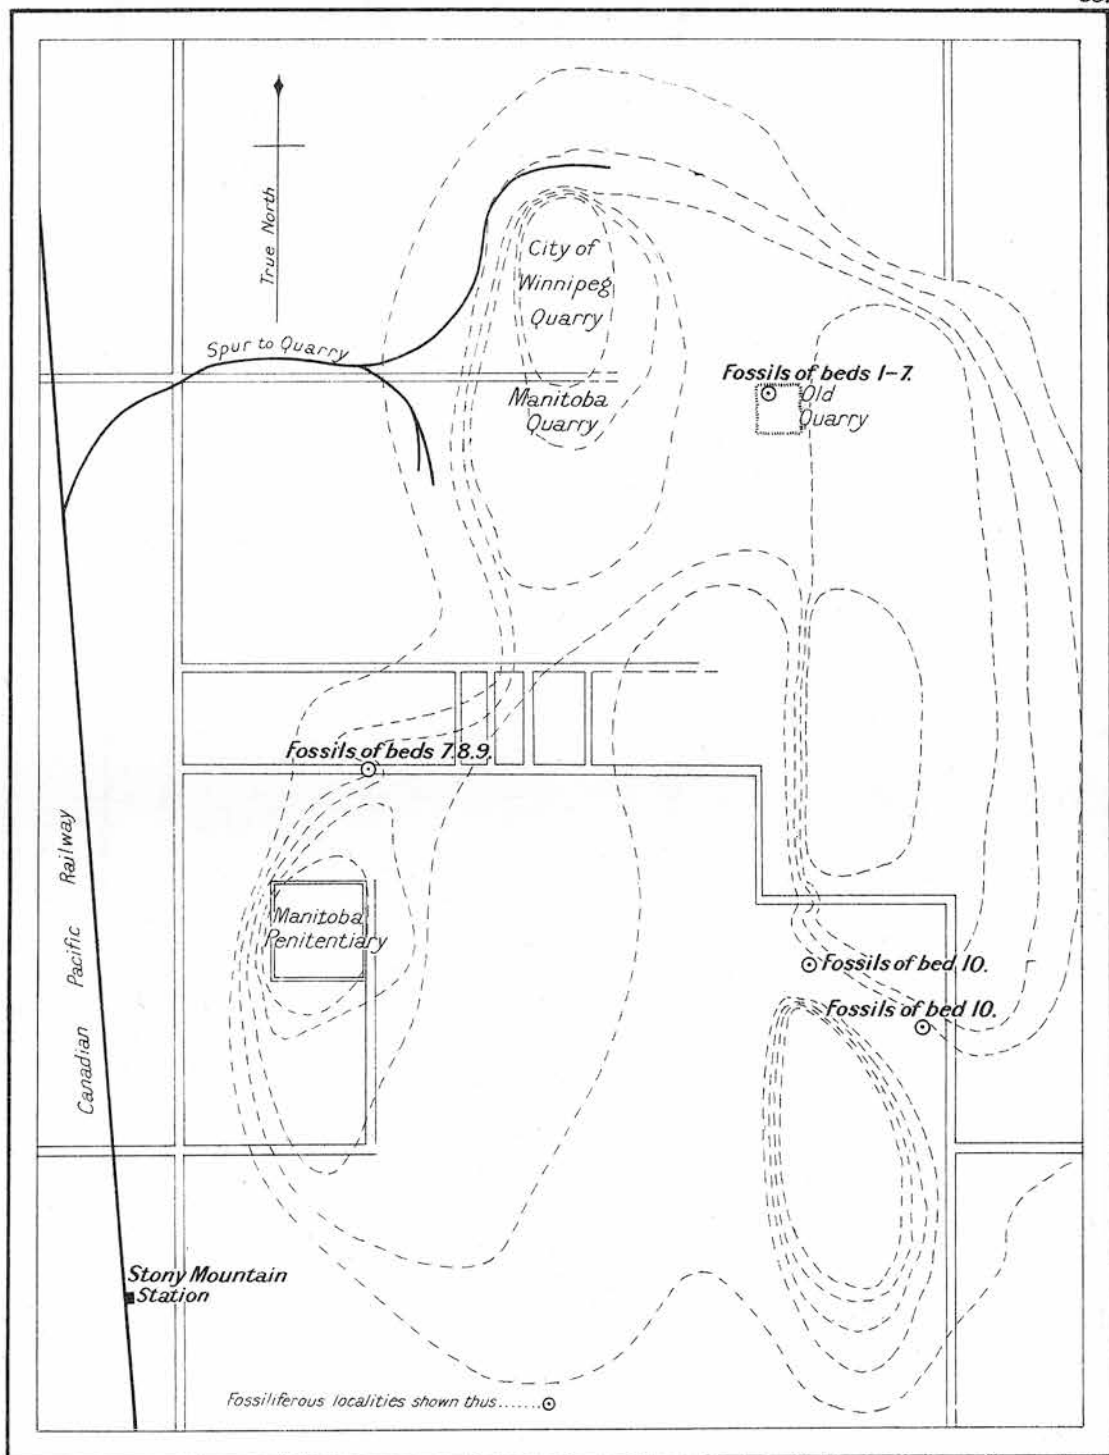 True North
City of
Winnipeg
Quarry
Spur to Quarry
Fossils of beds 1-7.
Old
Quarry
Manitoba
Quarry
Fossils of beds 7.8.9.
Canadian Pacific Railway
Manitoba
Penitentiary
Fossils of bed 10.
Fossils of bed 10.
Stony Mountain
Station
Fossiliferous localities shown thus.......